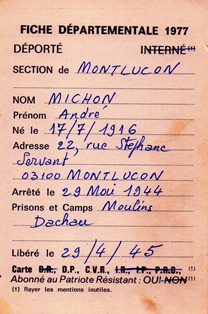 FICHE DÉPARTEMENTALE 1977
DÉPORTÉ INTERNÉ (1)
SECTION de MONTLUCON
NOM MICHON
Prénom André
Né le 17/7/1916
Adresse 22, rue Stéphane
Servant
03100 MONTLUCON
Arrêté le 29 Mai 1944
Prisons et Camps Moulins
Dachau
Libéré le 29/4/45
Carte D.R., D.P., C.V.R., I.R., I.P., P.R.O., (1)
Abonné au Patriote Résistant : OUI-NON (1)
(1) Rayer les mentions inutiles.